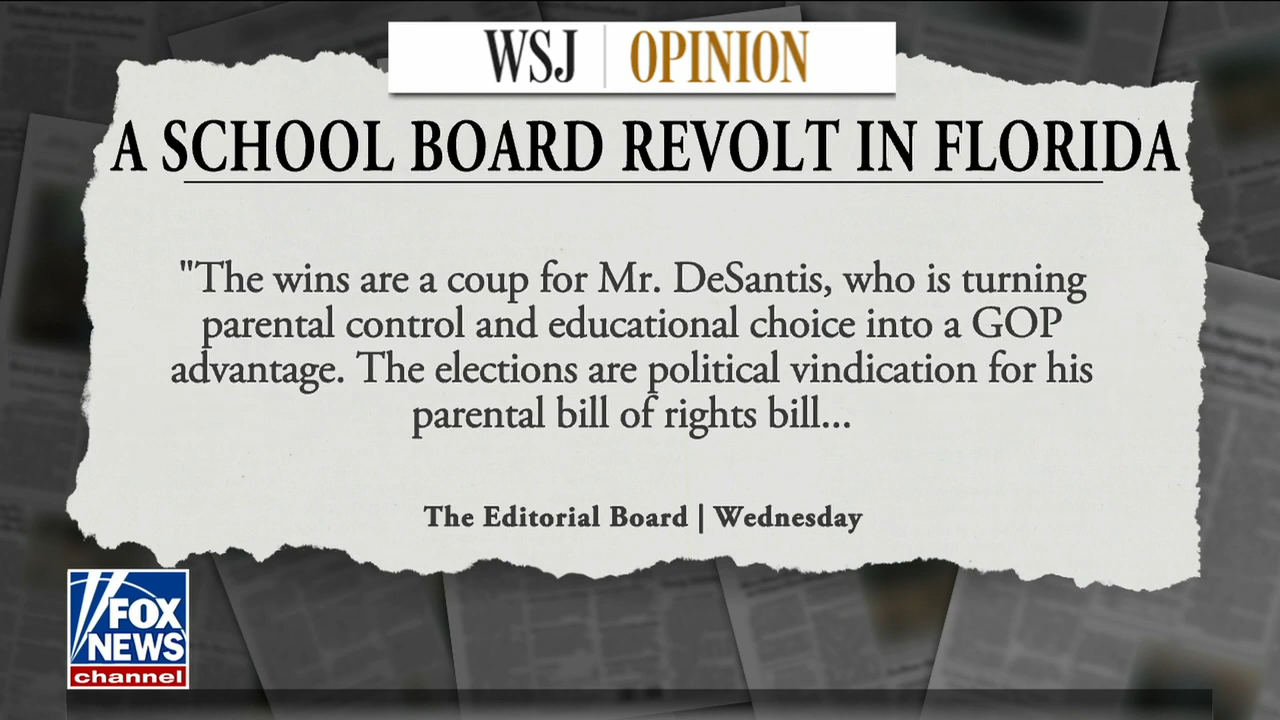 WSJ | OPINION
A SCHOOL BOARD REVOLT IN FLORIDA
"The wins are a coup for Mr. DeSantis, who is turning
parental control and educational choice into a GOP
advantage. The elections are political vindication for his
parental bill of rights bill...
The Editorial Board | Wednesday
FOX
NEWS
channel